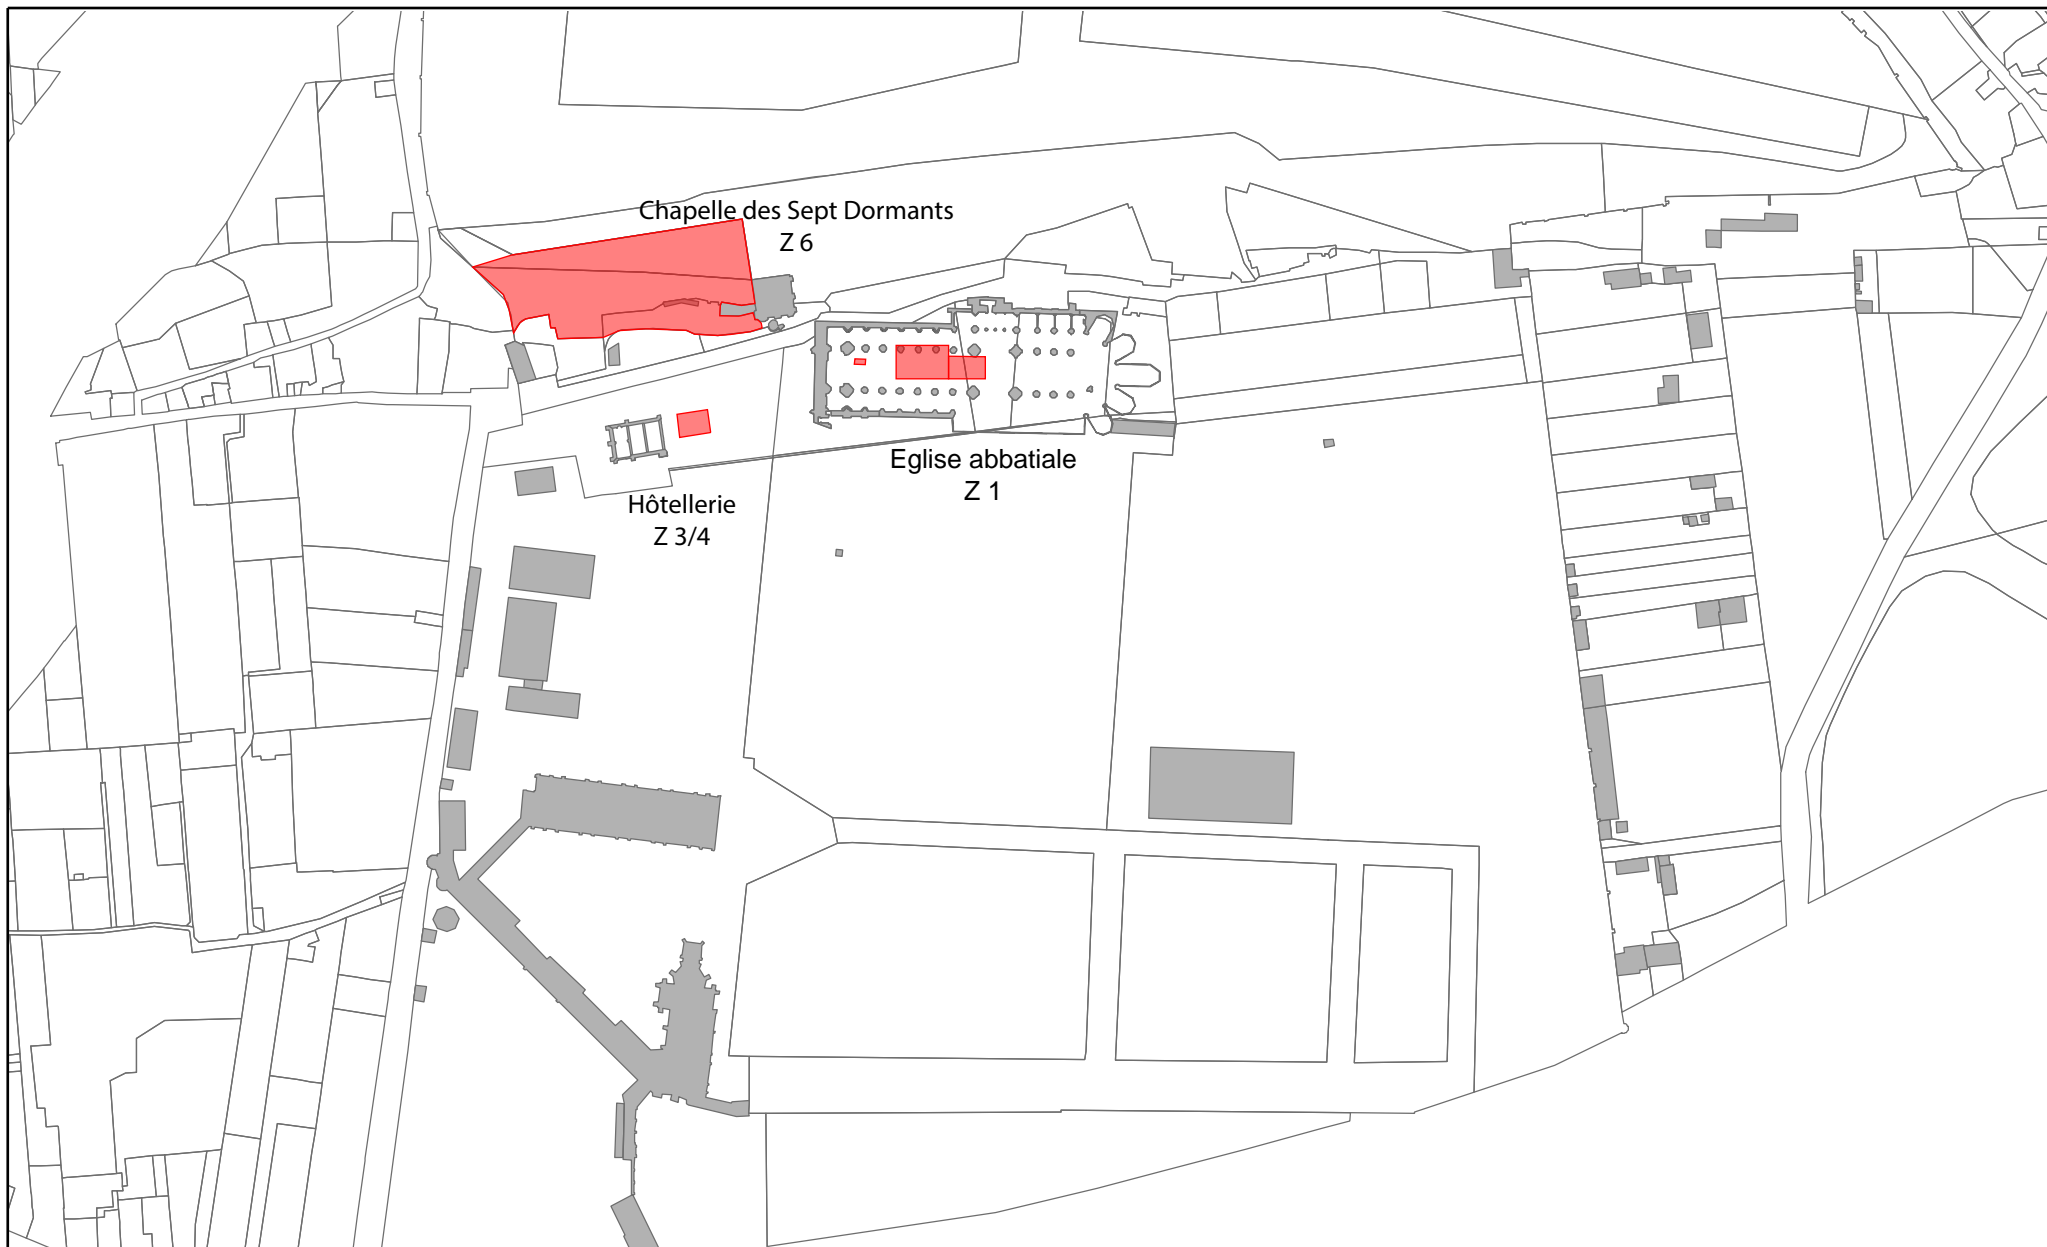 Chapelle des Sept Dormants
Z 6
Eglise abbatiale
Z 1
Hôtellerie
Z 3/4